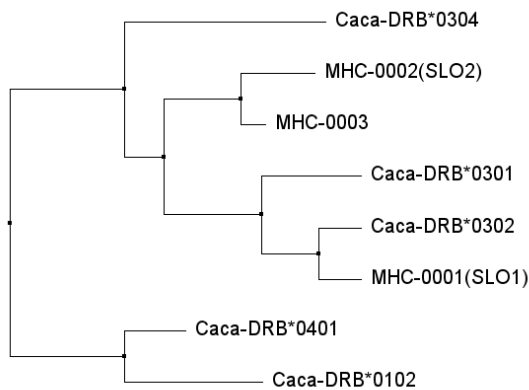 Caca-DRB*0304
MHC-0002(SLO2)
MHC-0003
Caca-DRB*0301
Caca-DRB*0302
MHC-0001(SLO1)
Caca-DRB*0401
Caca-DRB*0102